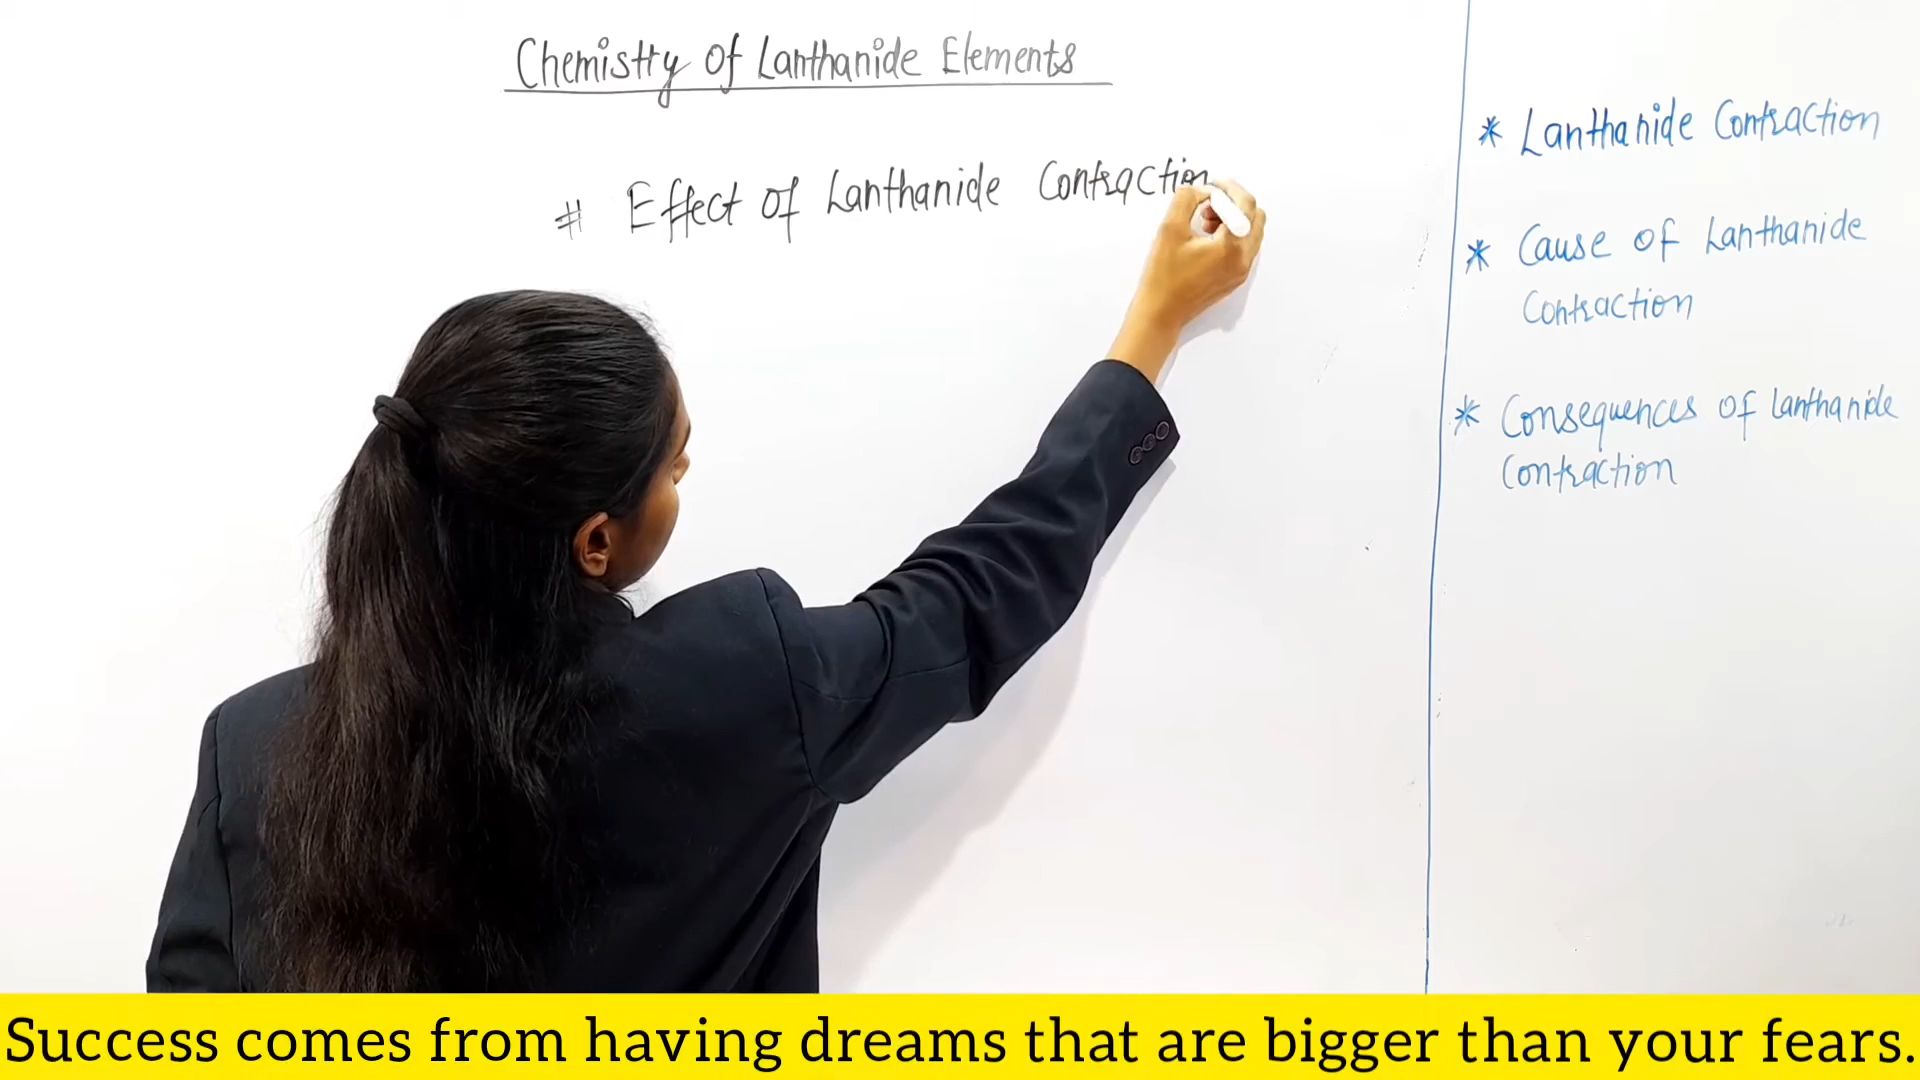 Chemistry Of Lanthanide Elements
# Effect Of Lanthanide Contraction
* Lanthanide Contraction
* Cause of Lanthanide
Contraction
* Consequences of lanthanide
Contraction
Success comes from having dreams that are bigger than your fears.